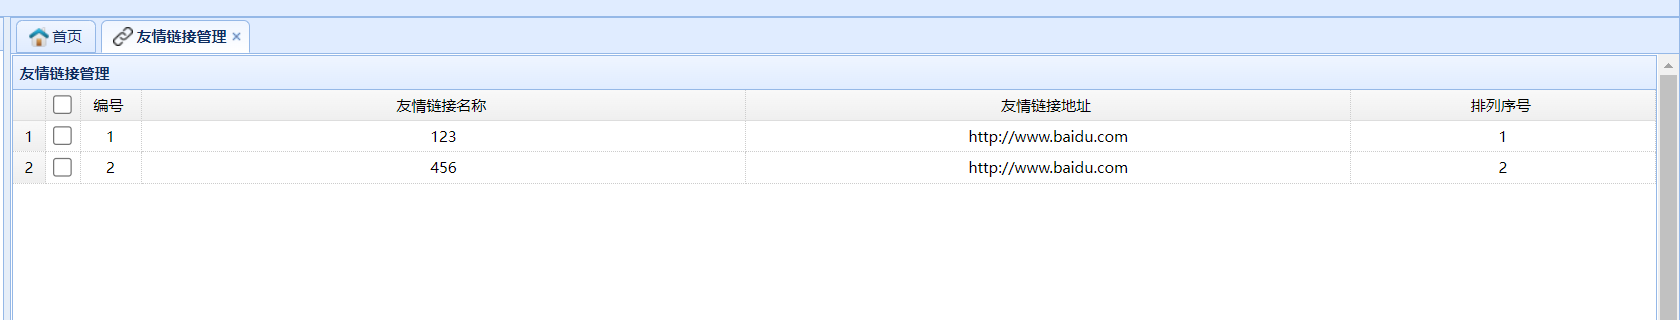 首页 友情链接管理
友情链接管理
编号 友情链接名称 友情链接地址 排列序号
1 1 123 http://www.baidu.com 1
2 2 456 http://www.baidu.com 2